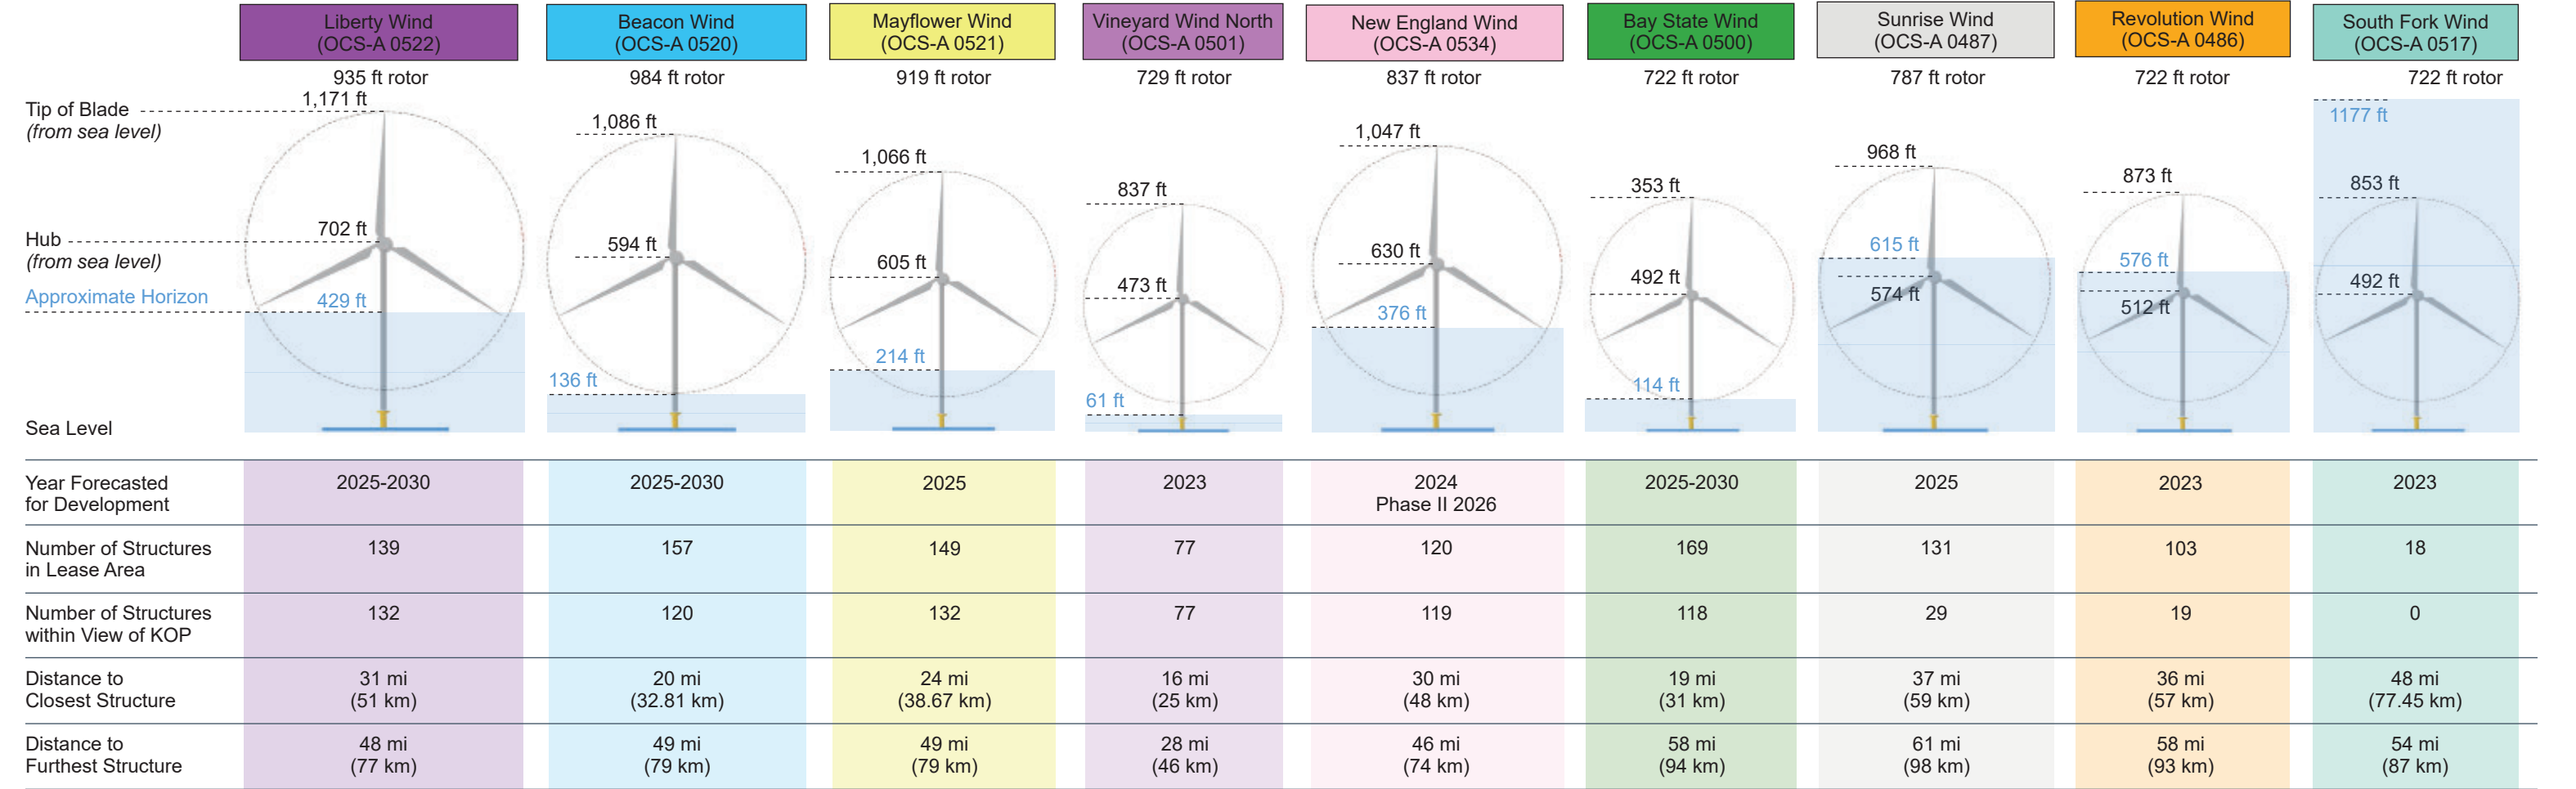 Liberty Wind
(OCS-A 0522)
Beacon Wind
(OCS-A 0520)
Mayflower Wind
(OCS-A 0521)
Vineyard Wind North
(OCS-A 0501)
New England Wind
(OCS-A 0534)
Bay State Wind
(OCS-A 0500)
Sunrise Wind
(OCS-A 0487)
Revolution Wind
(OCS-A 0486)
South Fork Wind
(OCS-A 0517)
935 ft rotor
984 ft rotor
919 ft rotor
729 ft rotor
837 ft rotor
722 ft rotor
787 ft rotor
722 ft rotor
722 ft rotor
Tip of Blade
(from sea level)
Hub
(from sea level)
Approximate Horizon
Sea Level
1,171 ft
702 ft
429 ft
1,086 ft
594 ft
136 ft
1,066 ft
605 ft
214 ft
837 ft
473 ft
61 ft
1,047 ft
630 ft
376 ft
353 ft
492 ft
114 ft
968 ft
615 ft
574 ft
873 ft
576 ft
512 ft
1177 ft
853 ft
492 ft
Year Forecasted
for Development
2025-2030
2025-2030
2025
2023
2024
Phase II 2026
2025-2030
2025
2023
2023
Number of Structures
in Lease Area
139
157
149
77
120
169
131
103
18
Number of Structures
within View of KOP
132
120
132
77
119
118
29
19
0
Distance to
Closest Structure
31 mi
(51 km)
20 mi
(32.81 km)
24 mi
(38.67 km)
16 mi
(25 km)
30 mi
(48 km)
19 mi
(31 km)
37 mi
(59 km)
36 mi
(57 km)
48 mi
(77.45 km)
Distance to
Furthest Structure
48 mi
(77 km)
49 mi
(79 km)
49 mi
(79 km)
28 mi
(46 km)
46 mi
(74 km)
58 mi
(94 km)
61 mi
(98 km)
58 mi
(93 km)
54 mi
(87 km)